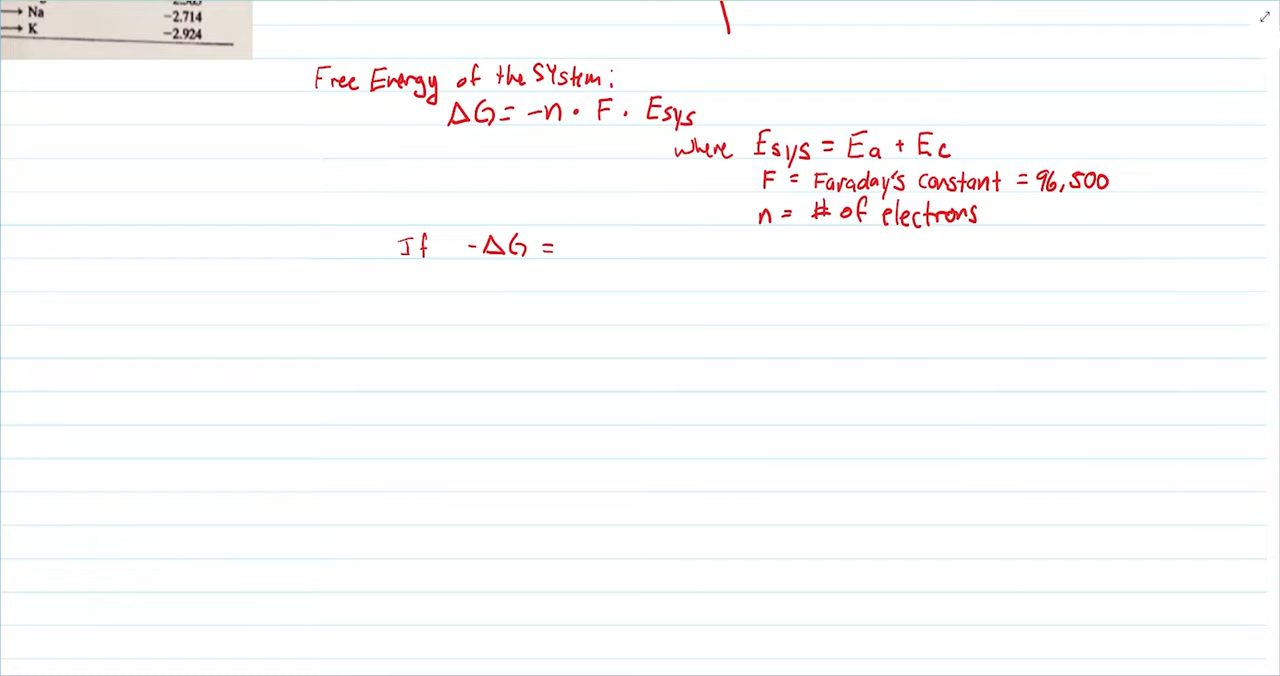 → Na −2.714
→ K −2.924
Free Energy of the System:
ΔG = -n · F · Esys
where Esys = Ea + Ec
F = Faraday's constant = 96,500
n = # of electrons
If -ΔG =